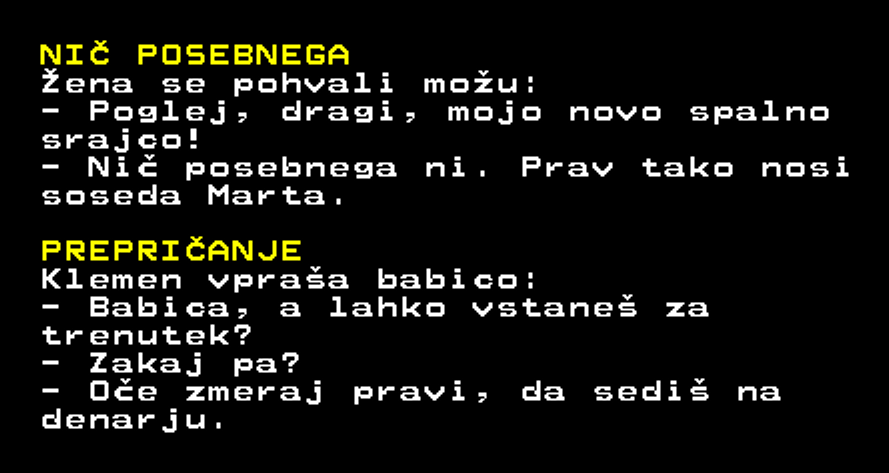 NIČ POSEBNEGA
Žena se pohvali možu:
- Poglej, dragi, mojo novo spalno
srajco!
- Nič posebnega ni. Prav tako nosi
soseda Marta.
PREPRIČANJE
Klemen vpraša babico:
- Babica, a lahko vstaneš za
trenutek?
- Zakaj pa?
- Oče zmeraj pravi, da sediš na
denarju.